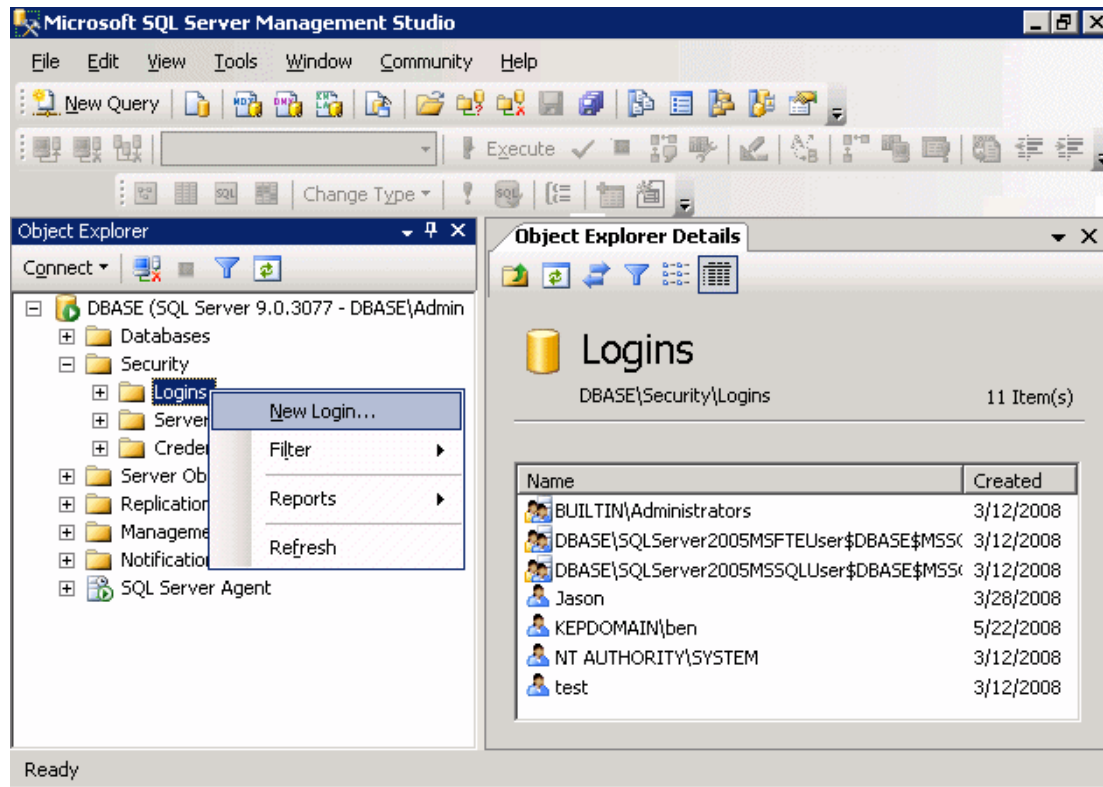 Microsoft SQL Server Management Studio
File Edit View Tools Window Community Help
New Query
Execute
Change Type
Object Explorer
Connect
DBASE (SQL Server 9.0.3077 - DBASE\Admin
Databases
Security
Logins
Server
Crede
Server Ob
Replication
Manageme
Notification
SQL Server Agent
New Login...
Filter
Reports
Refresh
Object Explorer Details
Logins
DBASE\Security\Logins 11 Item(s)
Name Created
BUILTIN\Administrators 3/12/2008
DBASE\SQLServer2005MSFTEUser$DBASE$MSS 3/12/2008
DBASE\SQLServer2005MSSQLUser$DBASE$MSS 3/12/2008
Jason 3/28/2008
KEPDOMAIN\ben 5/22/2008
NT AUTHORITY\SYSTEM 3/12/2008
test 3/12/2008
Ready